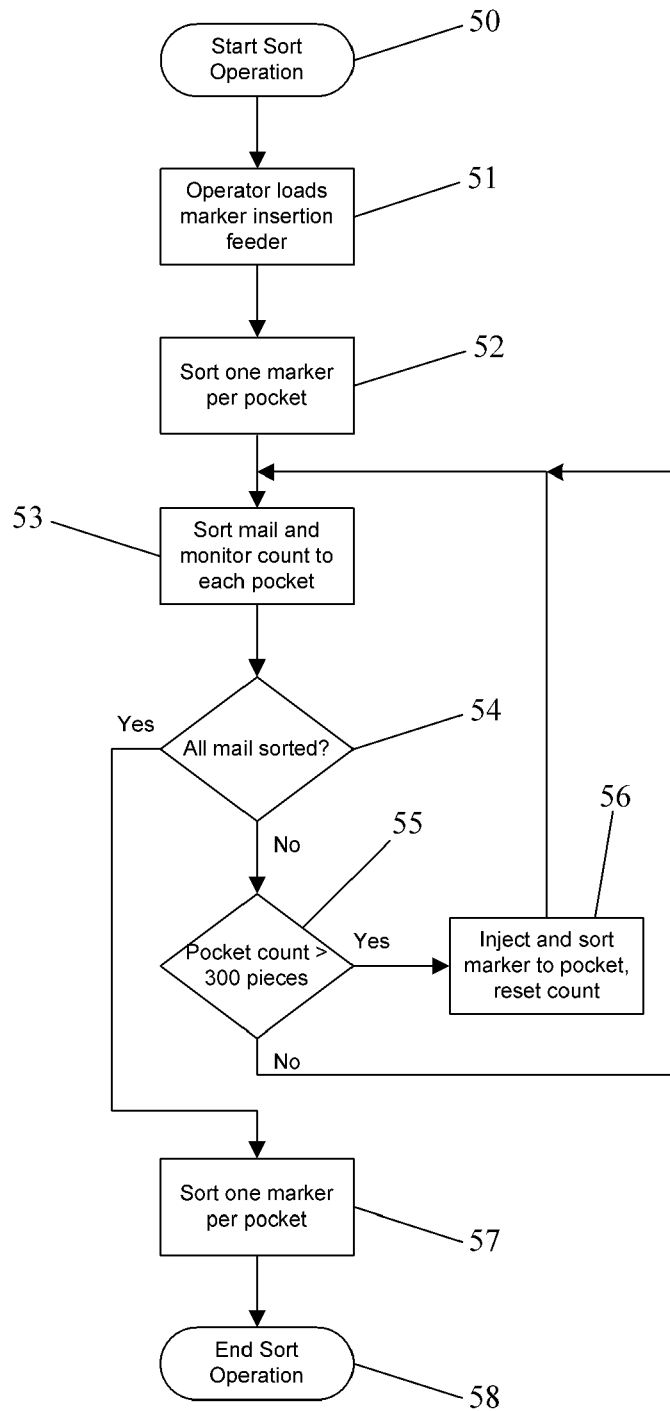 50
Start Sort
Operation
51
Operator loads
marker insertion
feeder
52
Sort one marker
per pocket
53
Sort mail and
monitor count to
each pocket
Yes
54
All mail sorted?
No
55
56
Pocket count >
300 pieces
Yes
Inject and sort
marker to pocket,
reset count
No
Sort one marker
per pocket
57
End Sort
Operation
58